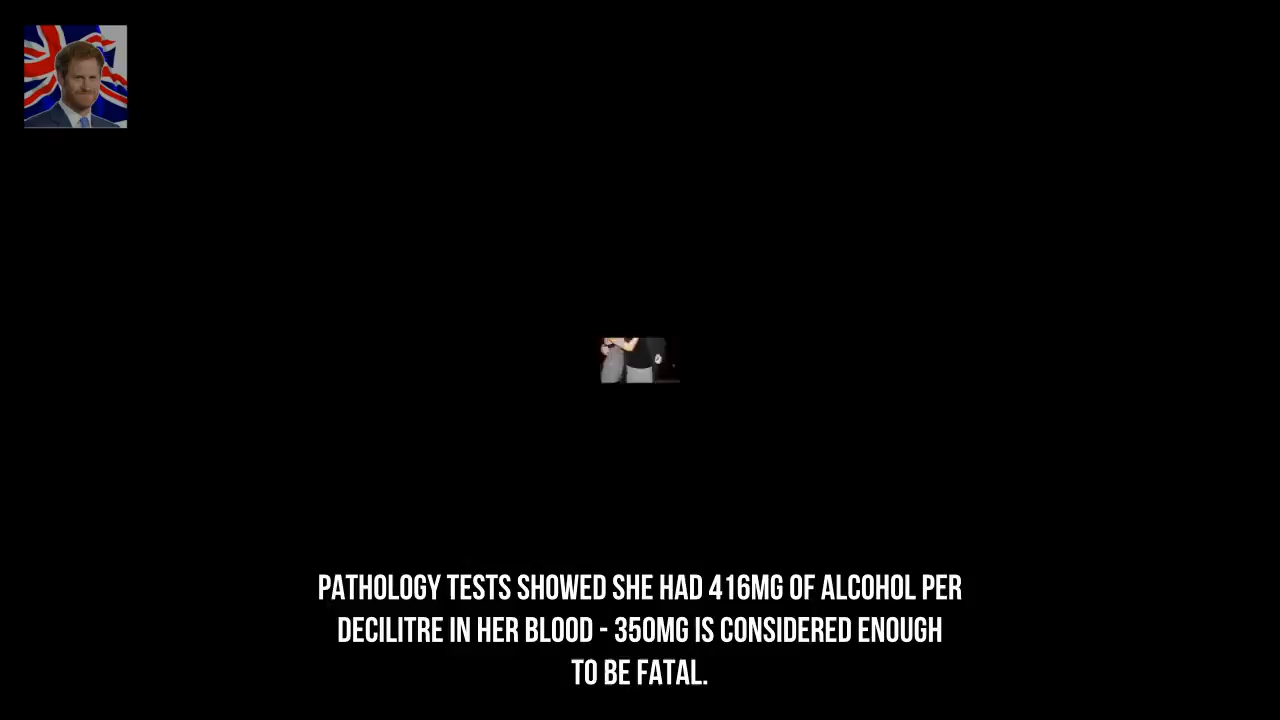 PATHOLOGY TESTS SHOWED SHE HAD 416MG OF ALCOHOL PER
DECILITRE IN HER BLOOD - 350MG IS CONSIDERED ENOUGH
TO BE FATAL.